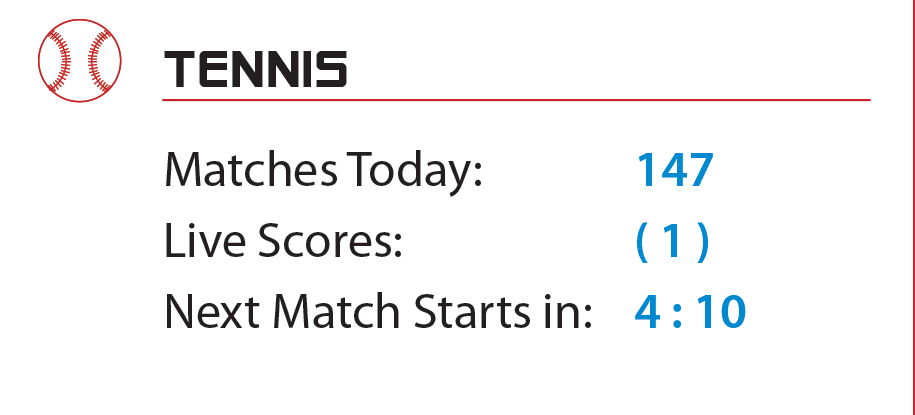 TENNIS
Matches Today: 147
Live Scores: ( 1 )
Next Match Starts in: 4 : 10